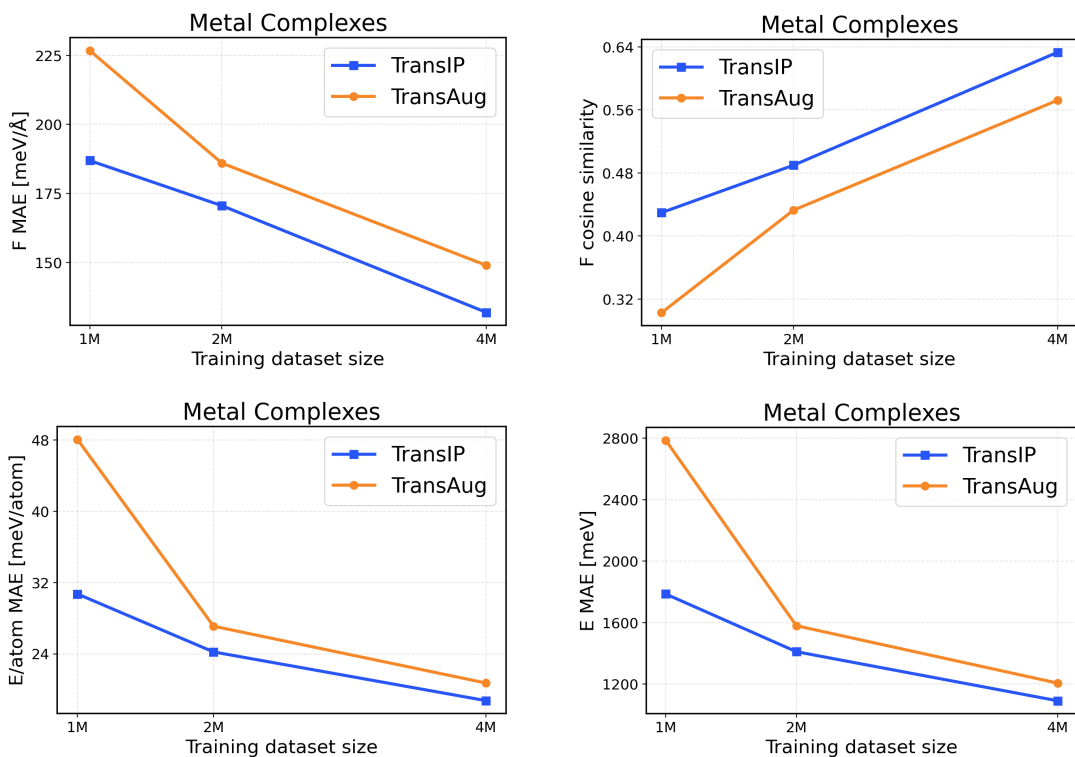 Metal Complexes
F MAE [meV/Å]
225
200
175
150
TransIP
TransAug
1M
2M
4M
Training dataset size
Metal Complexes
F cosine similarity
0.64
0.56
0.48
0.40
0.32
TransIP
TransAug
1M
2M
4M
Training dataset size
Metal Complexes
E/atom MAE [meV/atom]
48
40
32
24
TransIP
TransAug
1M
2M
4M
Training dataset size
Metal Complexes
E MAE [meV]
2800
2400
2000
1600
1200
TransIP
TransAug
1M
2M
4M
Training dataset size